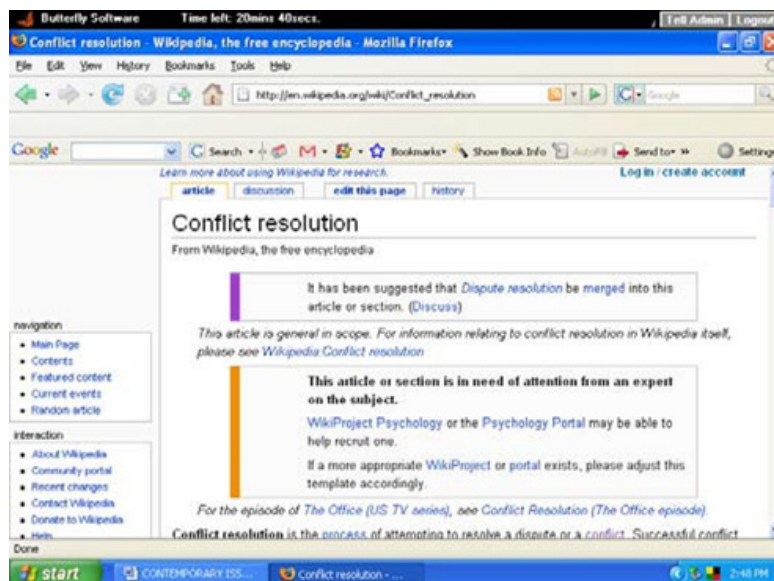 Butterfly Software Time left: 20mins 40secs. Tell Admin Logout
Conflict resolution - Wikipedia, the free encyclopedia - Mozilla Firefox
File Edit View History Bookmarks Tools Help
http://en.wikipedia.org/wiki/Conflict_resolution Google
Google Search Bookmarks Show Book Info AutoFill Send to Settings
Learn more about using Wikipedia for research. Log in / create account
article discussion edit this page history
Conflict resolution
From Wikipedia, the free encyclopedia
It has been suggested that Dispute resolution be merged into this
article or section. (Discuss)
This article is general in scope. For information relating to conflict resolution in Wikipedia itself,
please see Wikipedia Conflict resolution
This article or section is in need of attention from an expert
on the subject.
WikiProject Psychology or the Psychology Portal may be able to
help recruit one.
If a more appropriate WikiProject or portal exists, please adjust this
template accordingly.
For the episode of The Office (US TV series), see Conflict Resolution (The Office episode).
Conflict resolution is the process of attempting to resolve a dispute or a conflict. Successful conflict
navigation
Main Page
Contents
Featured content
Current events
Random article
interaction
About Wikipedia
Community portal
Recent changes
Contact Wikipedia
Donate to Wikipedia
Help
Done
start CONTEMPORARY ISS... Conflict resolution - ... 2:48 PM